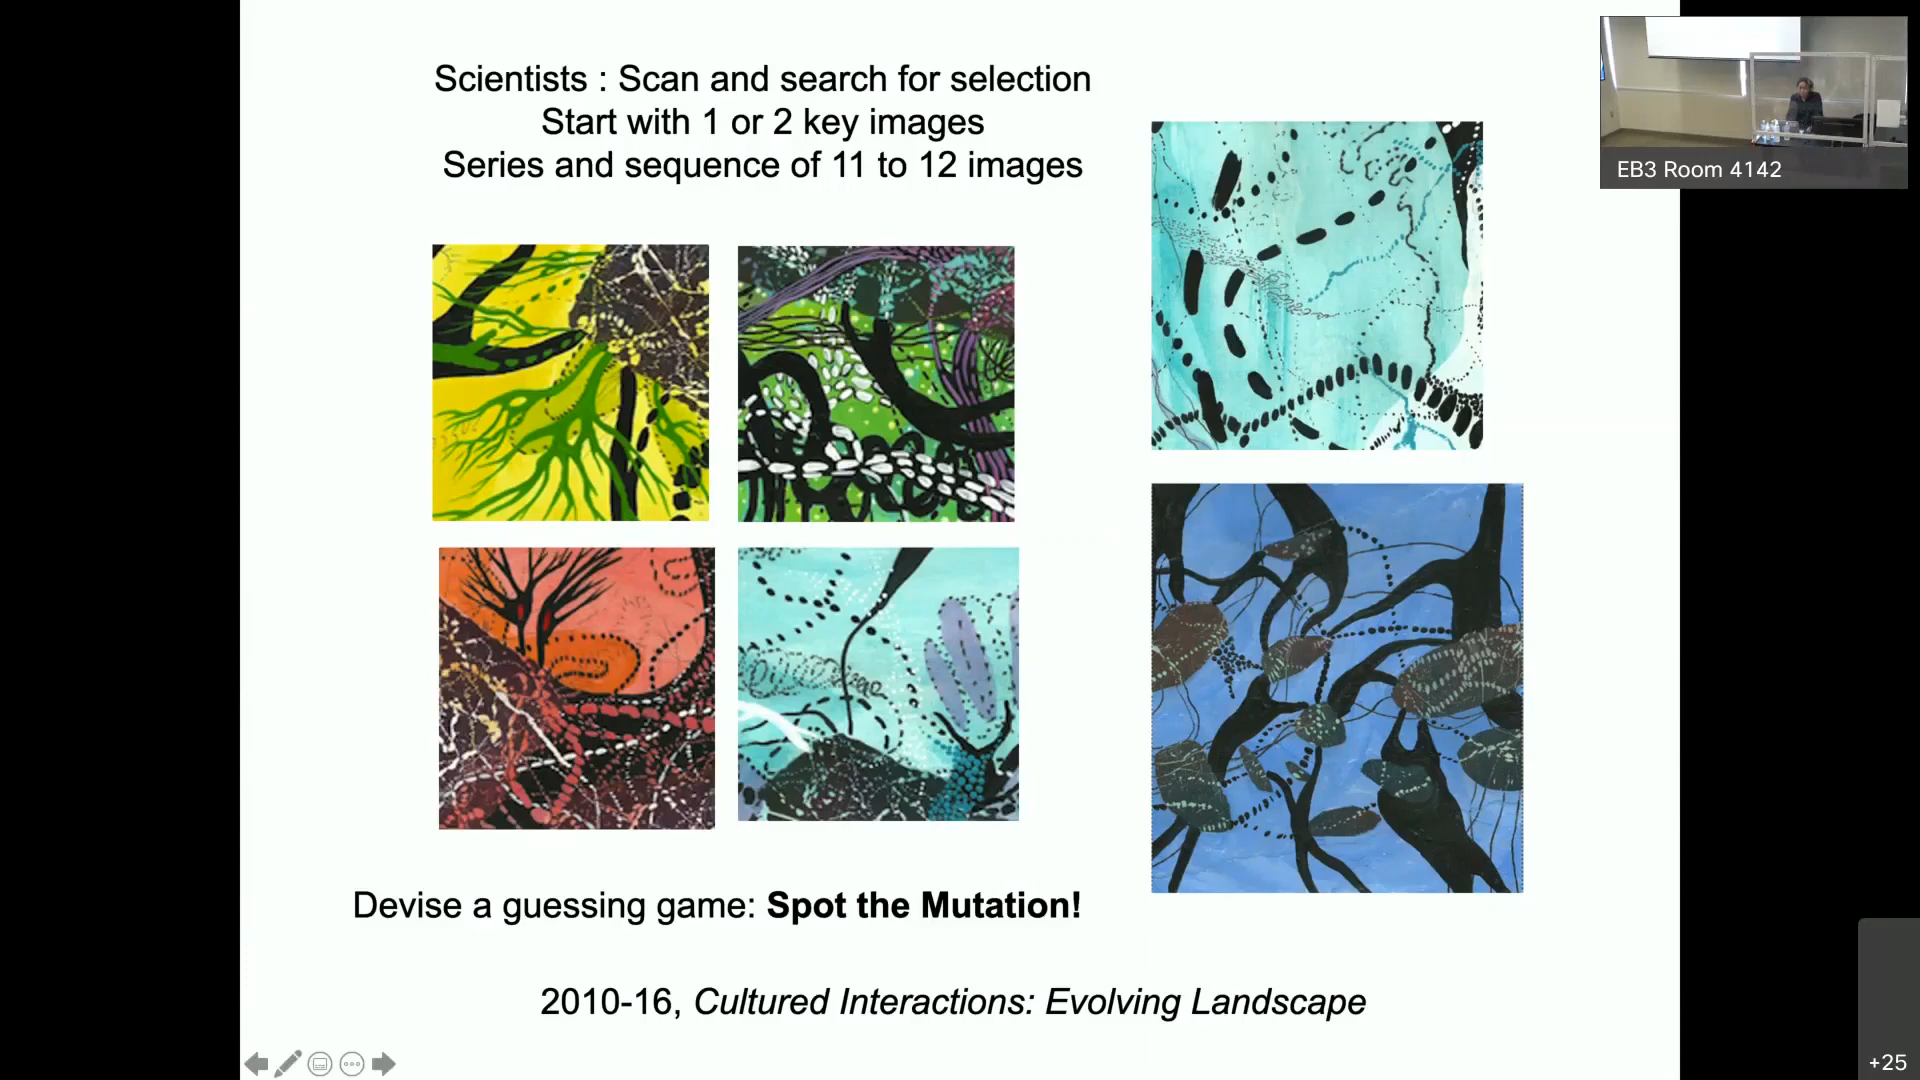 Scientists : Scan and search for selection
Start with 1 or 2 key images
Series and sequence of 11 to 12 images
EB3 Room 4142
Devise a guessing game: Spot the Mutation!
2010-16, Cultured Interactions: Evolving Landscape
+25